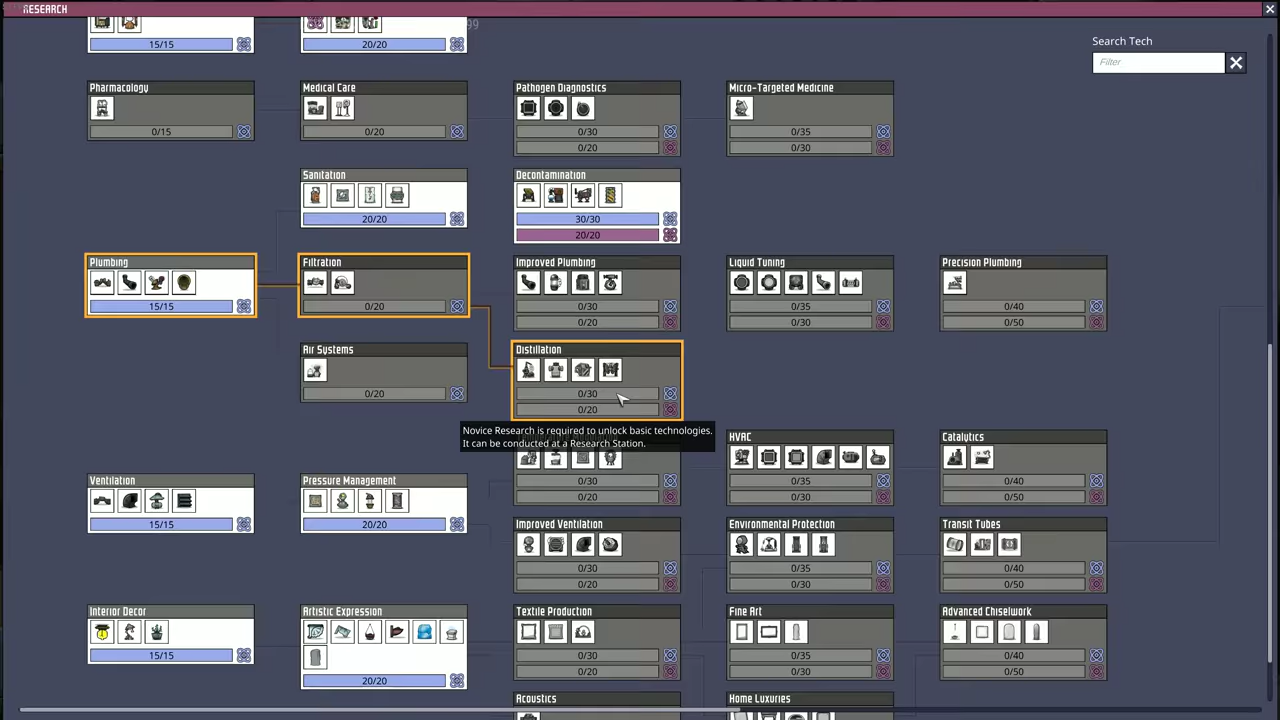 RESEARCH
99
Search Tech
Filter
15/15
20/20
Pharmacology
0/15
Medical Care
0/20
Pathogen Diagnostics
0/30
0/20
Micro-Targeted Medicine
0/35
0/30
Sanitation
20/20
Decontamination
30/30
20/20
Plumbing
15/15
Filtration
0/20
Improved Plumbing
0/30
0/20
Liquid Tuning
0/35
0/30
Precision Plumbing
0/40
0/50
Air Systems
0/20
Distillation
0/30
0/20
Novice Research is required to unlock basic technologies.
It can be conducted at a Research Station.
0/30
0/20
HVAC
0/35
0/30
Catalytics
0/40
0/50
Ventilation
15/15
Pressure Management
20/20
Improved Ventilation
0/30
0/20
Environmental Protection
0/35
0/30
Transit Tubes
0/40
0/50
Interior Decor
15/15
Artistic Expression
20/20
Textile Production
0/30
0/20
Fine Art
0/35
0/30
Advanced Chiselwork
0/40
0/50
Acoustics
Home Luxuries